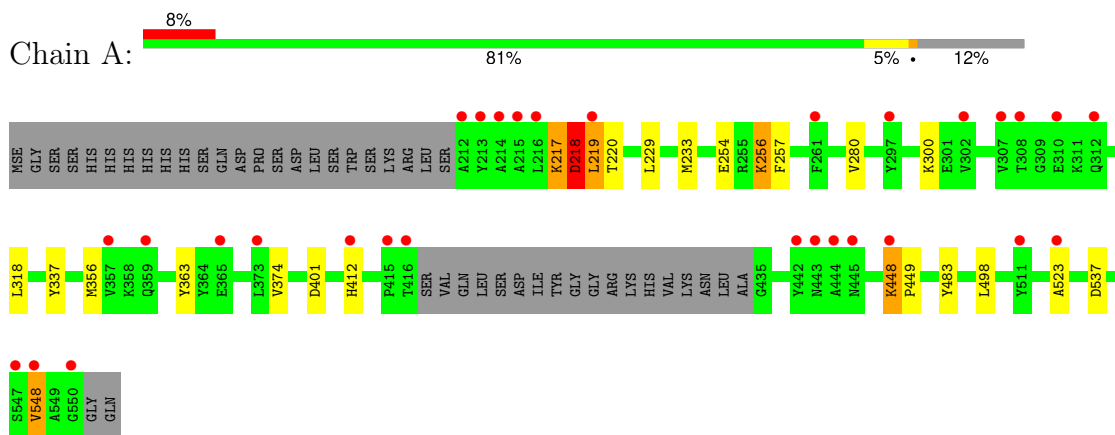 8%
Chain A:
81% 5% • 12%
MSE GLY SER SER HIS HIS HIS HIS HIS HIS HIS HIS SER GLN ASP PRO SER ASP LEU SER TRP SER LYS ARG LEU SER A212 Y213 A214 A215 L216 K217 D218 L219 T220 L229 M233 E254 R255 K256 F257 F261 V280 Y297 K300 E301 V302 V307 T308 G309 E310 K311 Q312
L318 Y337 M356 V357 K358 Q359 Y363 Y364 E365 L373 V374 D401 H412 P415 T416 SER VAL GLN LEU SER ASP ILE TYR GLY GLY ARG LYS HIS VAL LYS ASN LEU ALA G435 Y442 N443 A444 N445 K448 P449 Y483 L498 Y511 A523 D537
S547 V548 A549 G550 GLY GLN